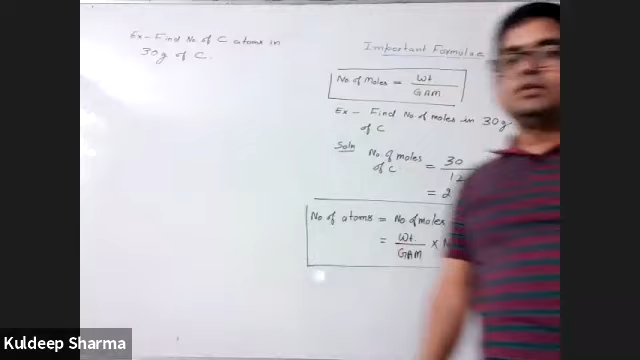 Ex- Find No. of C atoms in
30g of C.
Important Formulae
No of Moles = Wt / GAM
Ex - Find No of moles in 30g
of C
Soln No. of moles
of C = 30 / 12
= 2
No of atoms = No of moles
= Wt. / GAM ×
Kuldeep Sharma